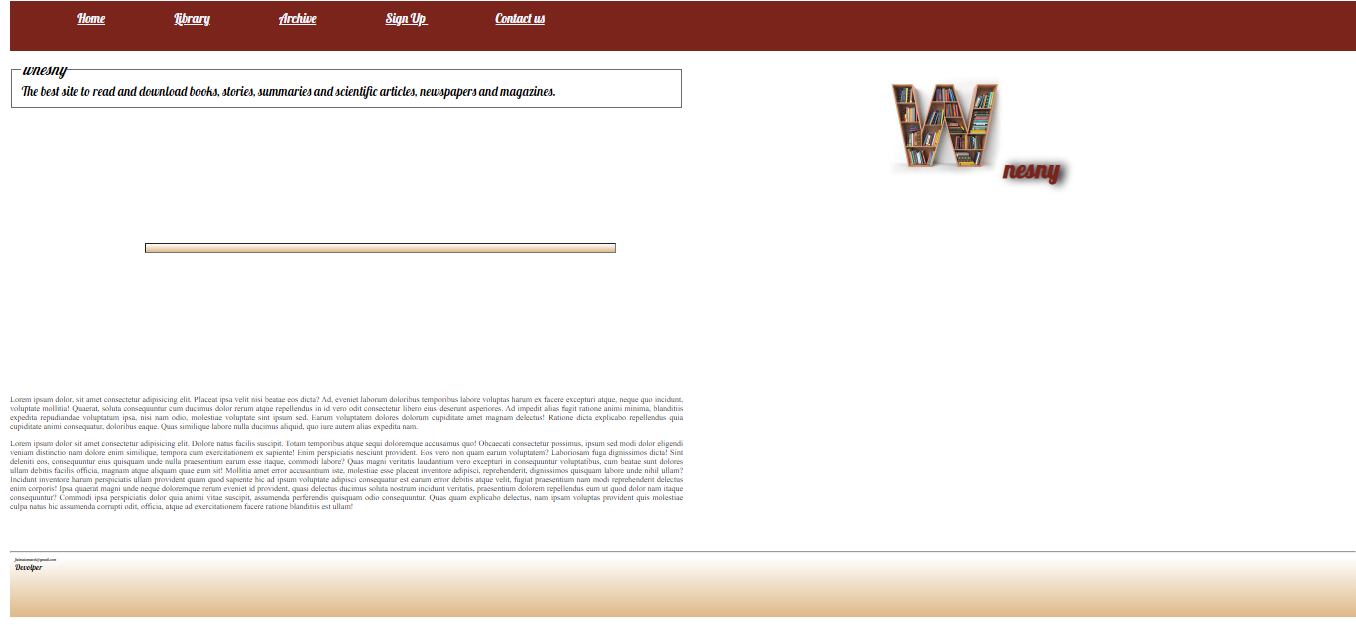 Home Library Archive Sign Up Contact us
wnesny
The best site to read and download books, stories, summaries and scientific articles, newspapers and magazines.
W
nesny
Lorem ipsum dolor, sit amet consectetur adipisicing elit. Placeat ipsa velit nisi beatae eos dicta? Ad, eveniet laborum doloribus temporibus labore voluptas harum ex facere excepturi atque, neque quo incidunt,
voluptate mollitia! Quaerat, soluta consequuntur cum ducimus dolor rerum atque repellendus in id vero odit consectetur libero eius deserunt asperiores. Ad impedit alias fugit ratione animi minima, blanditiis
expedita repudiandae voluptatum ipsa, nisi nam odio, molestiae voluptate sint ipsum sed. Earum voluptatem dolores dolorum cupiditate amet magnam delectus! Ratione dicta explicabo repellendus quia
cupiditate animi consequatur, doloribus eaque. Quas similique labore nulla ducimus aliquid, quo iure autem alias expedita nam.
Lorem ipsum dolor sit amet consectetur adipisicing elit. Dolore natus facilis suscipit. Totam temporibus atque sequi doloremque accusamus quo! Obcaecati consectetur possimus, ipsum sed modi dolor eligendi
veniam distinctio nam dolore enim similique, tempora cum exercitationem ex sapiente! Enim perspiciatis nesciunt provident. Eos vero non quam earum voluptatem? Laboriosam fuga dignissimos dicta! Sint
deleniti eos, consequuntur eius quisquam unde nulla praesentium earum esse itaque, commodi labore? Quas magni veritatis laudantium vero excepturi in consequuntur voluptatibus, cum beatae sunt dolores
ullam debitis facilis officia, magnam atque aliquam quae eum sit! Mollitia amet error accusantium iste, molestiae esse placeat inventore adipisci, reprehenderit, dignissimos quisquam labore unde nihil ullam?
Incidunt inventore harum perspiciatis ullam provident quam quod sapiente hic ad ipsum voluptate adipisci consequatur est earum error debitis atque velit, fugiat praesentium nam modi reprehenderit delectus
enim corporis! Ipsa quaerat magni unde neque doloremque rerum eveniet id provident, quasi delectus ducimus soluta nostrum incidunt veritatis, praesentium dolorem repellendus eum ut quod dolor nam itaque
consequuntur? Commodi ipsa perspiciatis dolor quia animi vitae suscipit, assumenda perferendis quisquam odio consequuntur. Quas quam explicabo delectus, nam ipsam voluptas provident quis molestiae
culpa natus hic assumenda corrupti odit, officia, atque ad exercitationem facere ratione blanditiis est ullam!
Devolper